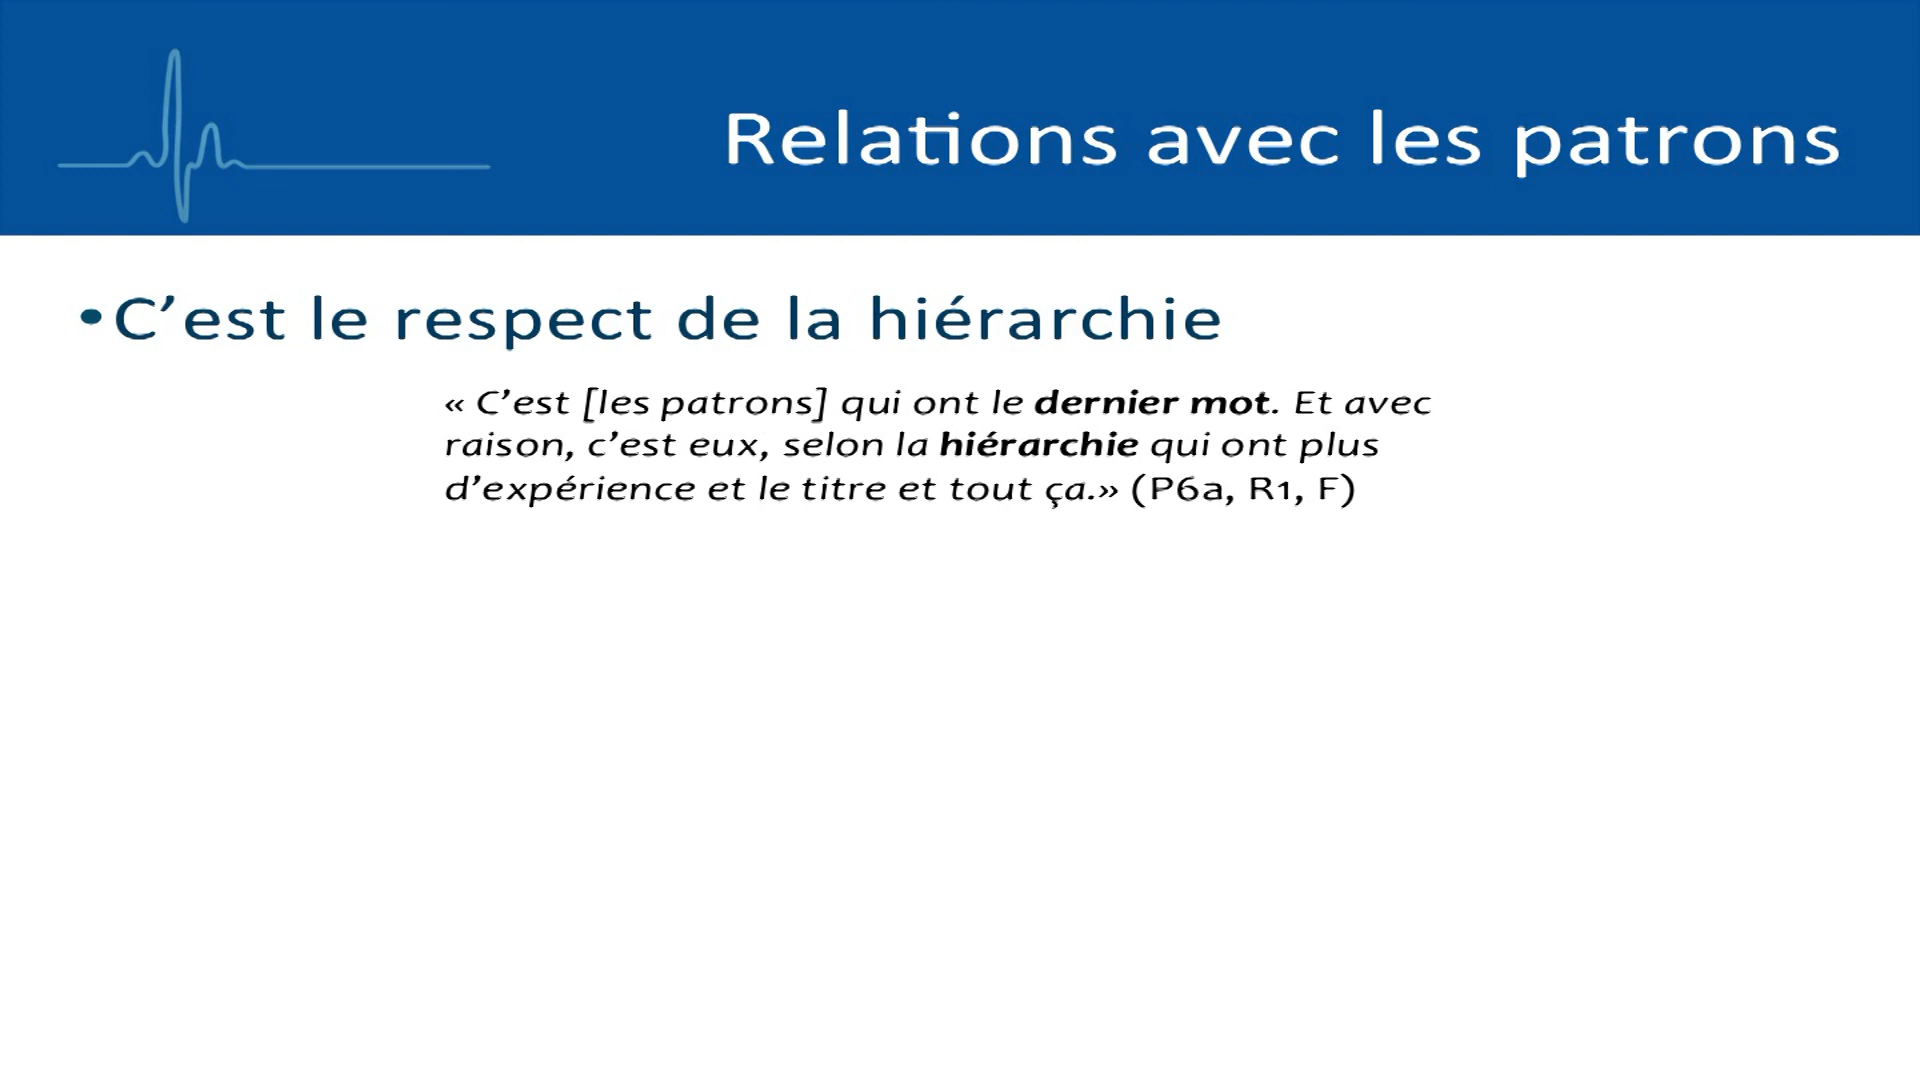 Relations avec les patrons
•C’est le respect de la hiérarchie
« C’est [les patrons] qui ont le dernier mot. Et avec
raison, c’est eux, selon la hiérarchie qui ont plus
d’expérience et le titre et tout ça.» (P6a, R1, F)